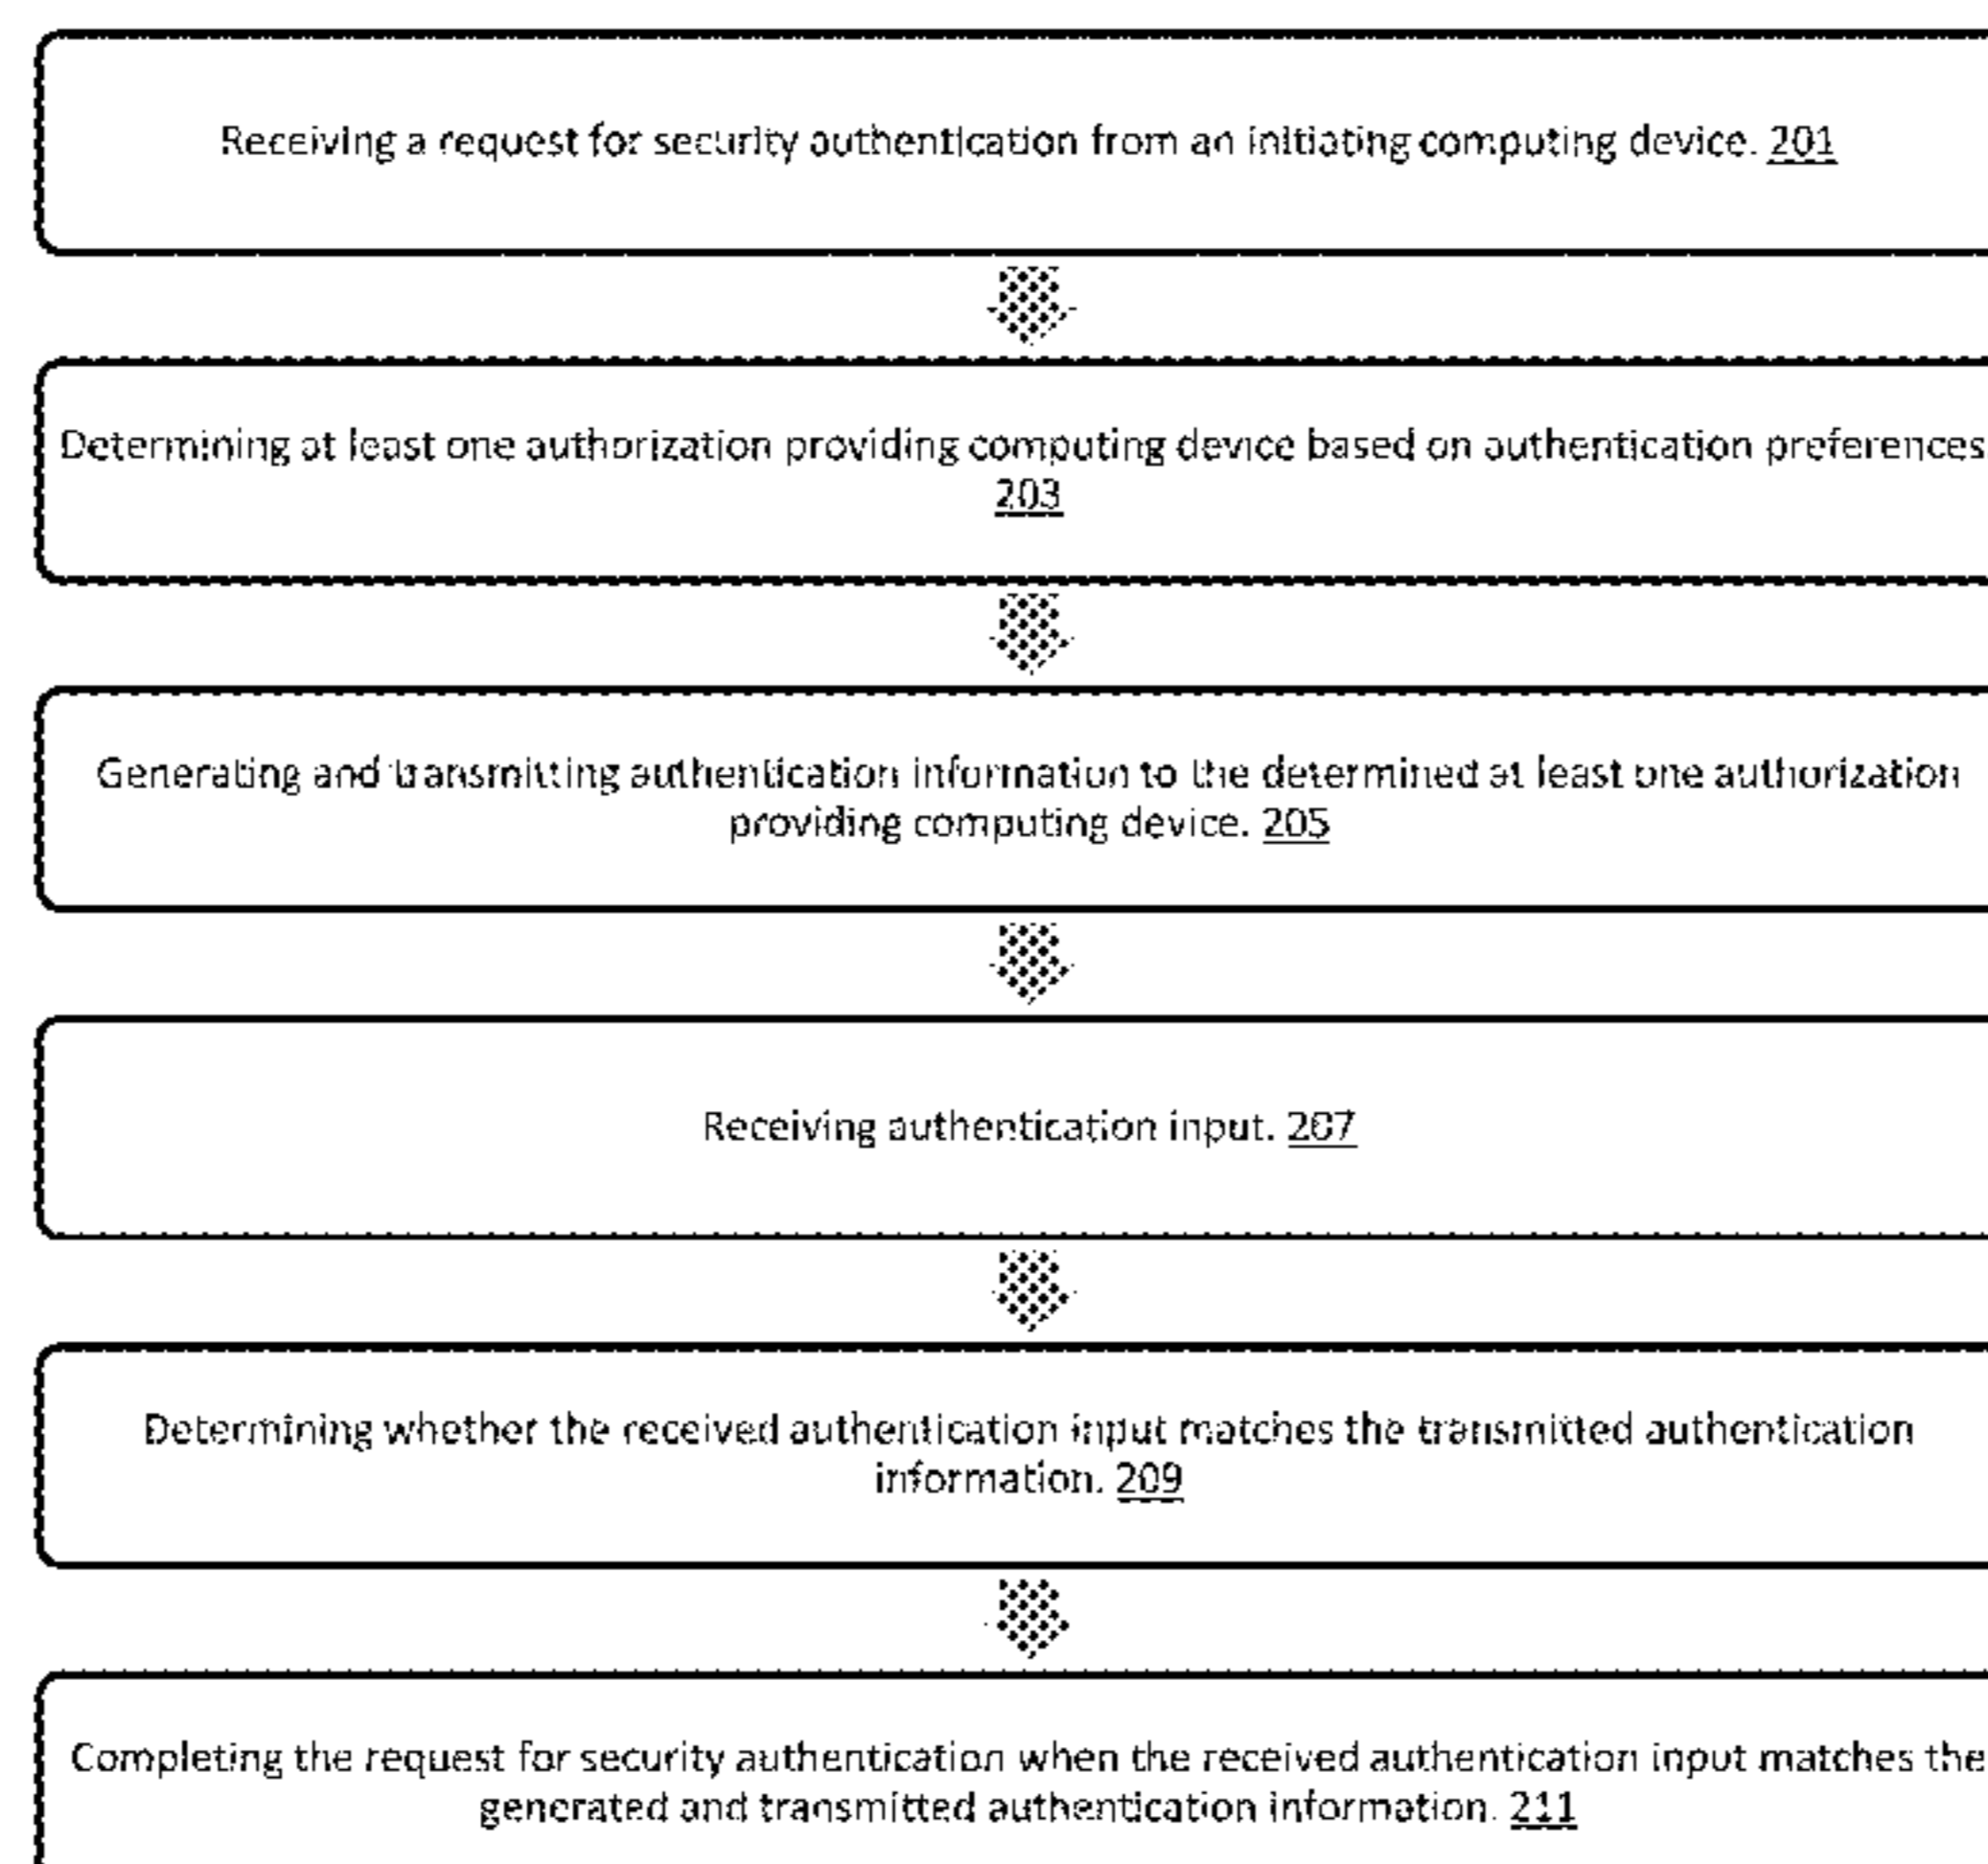 Receiving a request for security authentication from an initiating computing device. 201
Determining at least one authorization providing computing device based on authentication preferences
203
Generating and transmitting authentication information to the determined at least one authorization
providing computing device. 205
Receiving authentication input. 207
Determining whether the received authentication input matches the transmitted authentication
information. 209
Completing the request for security authentication when the received authentication input matches the
generated and transmitted authentication information. 211